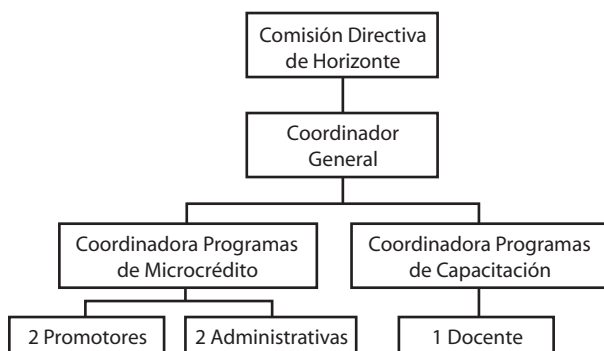 Comisión Directiva
de Horizonte
Coordinador
General
Coordinadora Programas
de Microcrédito
Coordinadora Programas
de Capacitación
2 Promotores
2 Administrativas
1 Docente